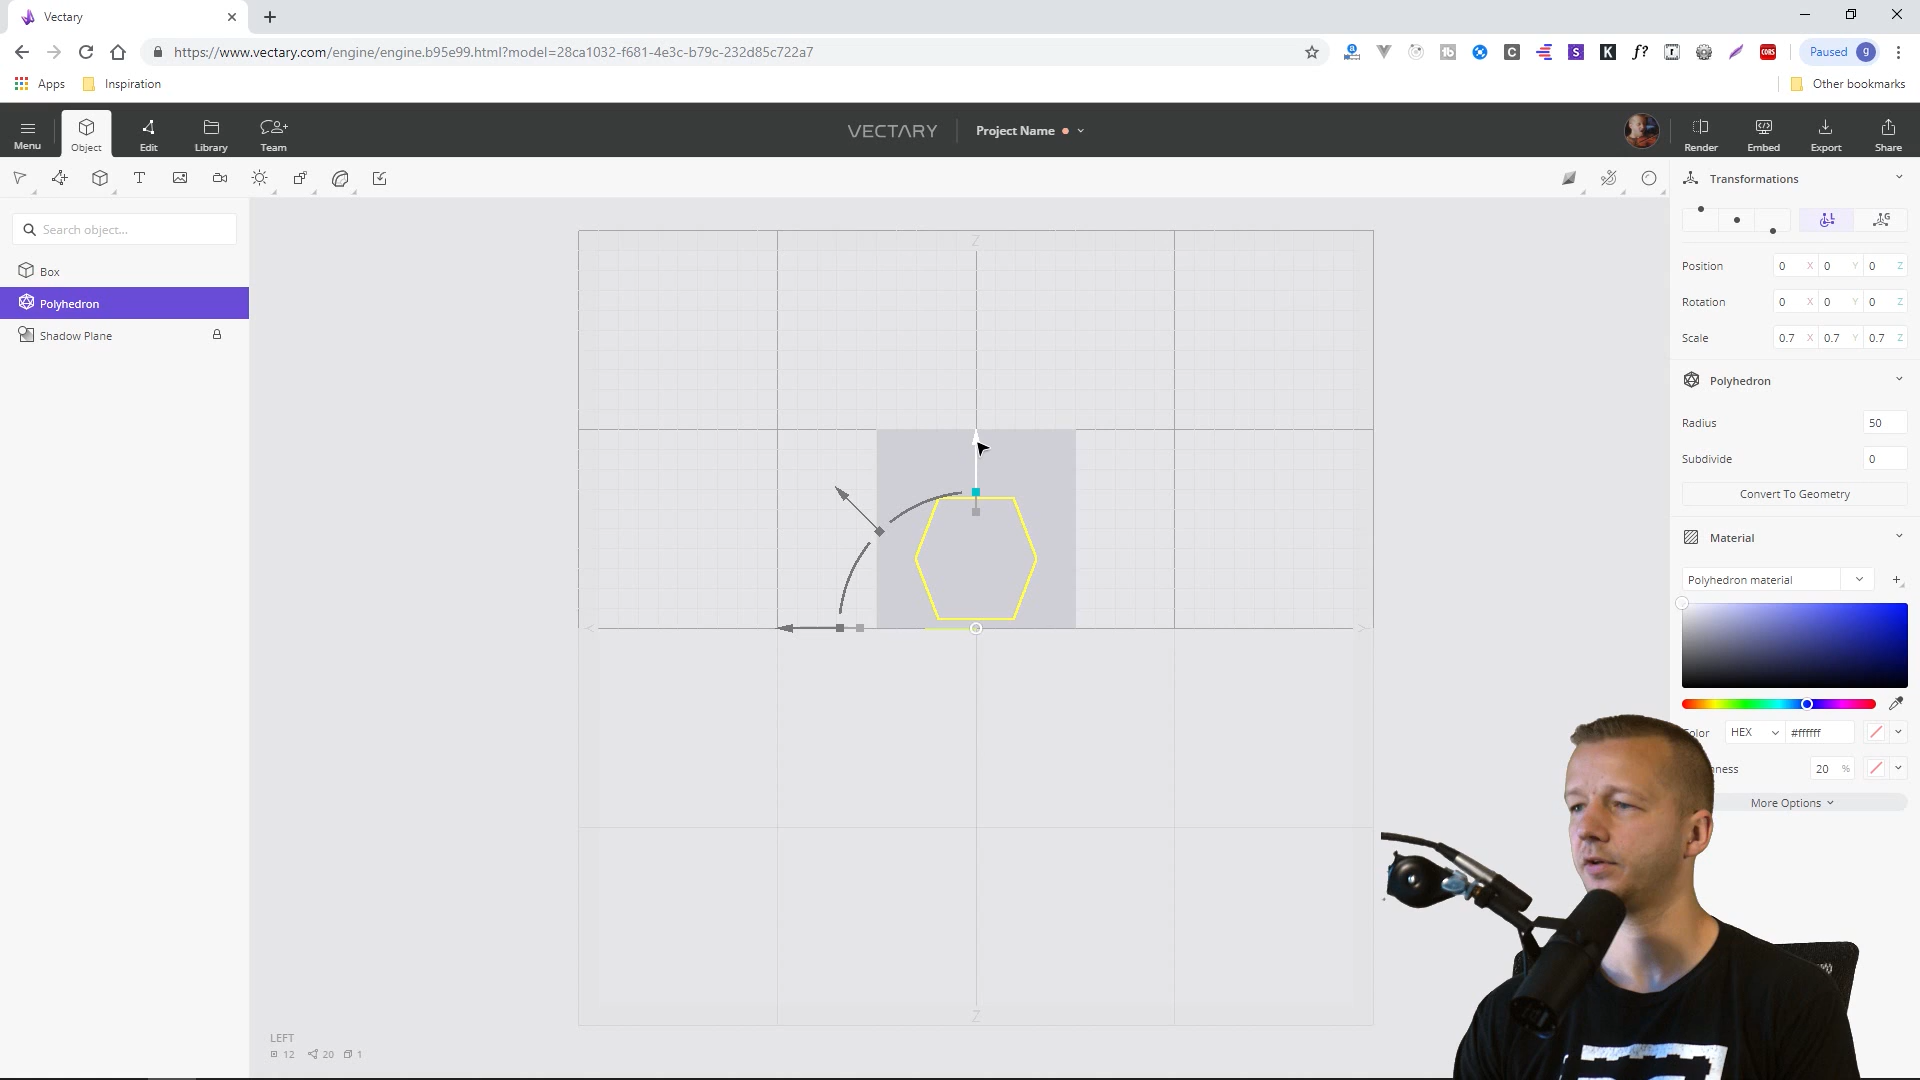 Vectary
https://www.vectary.com/engine/engine.b95e99.html?model=28ca1032-f681-4e3c-b79c-232d85c722a7
Paused g
Apps Inspiration Other bookmarks
Menu Object Edit Library Team
VECTARY Project Name
Render Embed Export Share
Transformations
Search object...
Box
Polyhedron
Shadow Plane
Position 0 X 0 Y 0 Z
Rotation 0 X 0 Y 0 Z
Scale 0.7 X 0.7 Y 0.7 Z
Polyhedron
Radius 50
Subdivide 0
Convert To Geometry
Material
Polyhedron material
olor HEX #ffffff
ness 20 %
More Options
Z
Z
LEFT
12 20 1